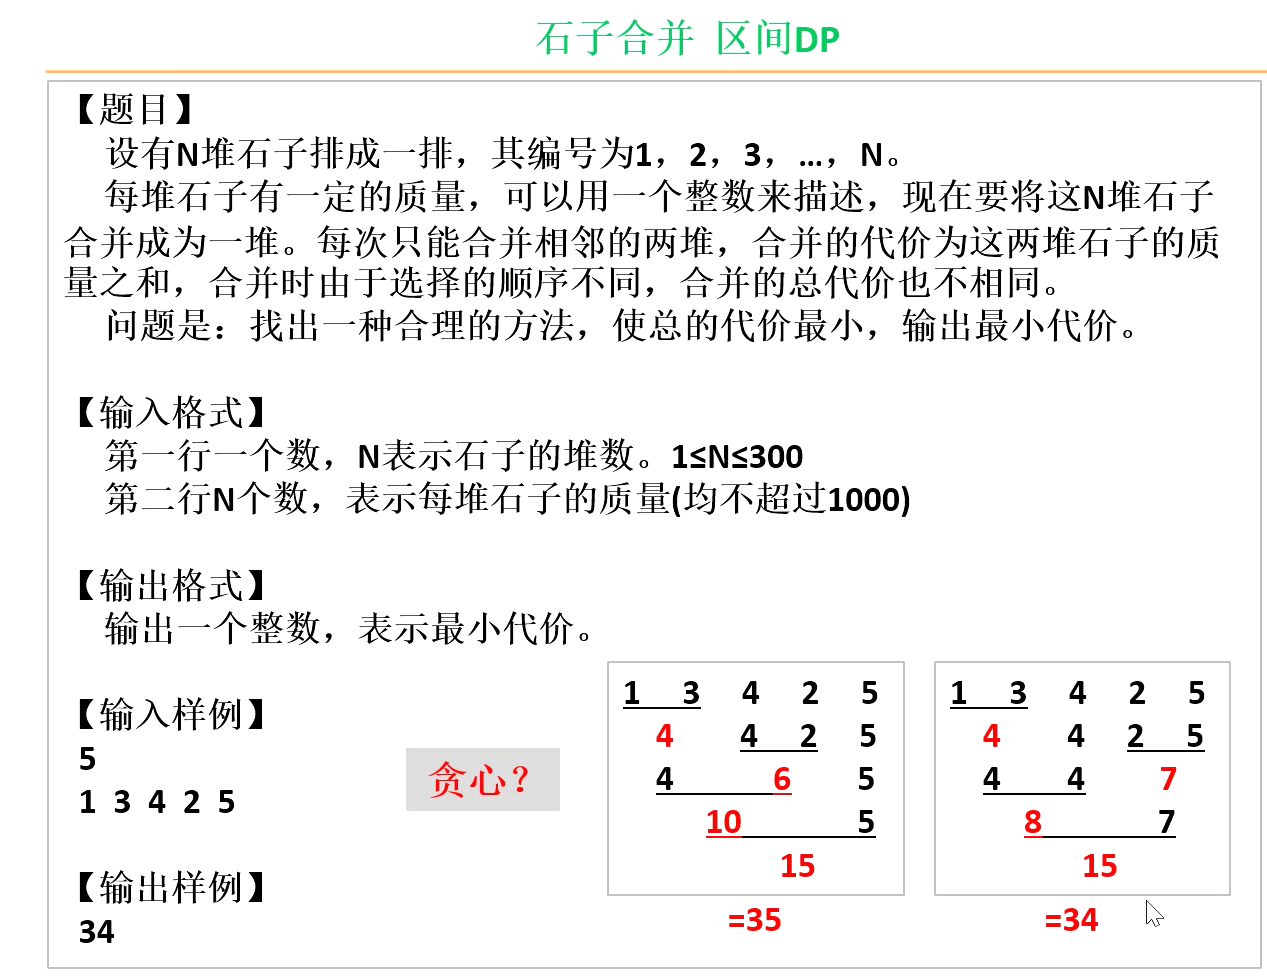 石子合并 区间DP
【题目】
设有N堆石子排成一排，其编号为1，2，3，…，N。
每堆石子有一定的质量，可以用一个整数来描述，现在要将这N堆石子
合并成为一堆。每次只能合并相邻的两堆，合并的代价为这两堆石子的质
量之和，合并时由于选择的顺序不同，合并的总代价也不相同。
问题是：找出一种合理的方法，使总的代价最小，输出最小代价。
【输入格式】
第一行一个数，N表示石子的堆数。1≤N≤300
第二行N个数，表示每堆石子的质量(均不超过1000)
【输出格式】
输出一个整数，表示最小代价。
【输入样例】
5
1 3 4 2 5
【输出样例】
34
贪心？
1 3 4 2 5
4 4 2 5
4 6 5
10 5
15
=35
1 3 4 2 5
4 4 2 5
4 4 7
8 7
15
=34